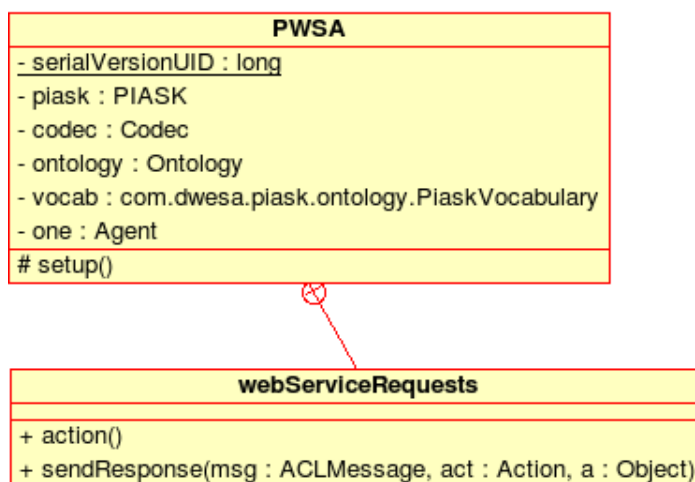 PWSA
- serialVersionUID : long
- piask : PIASK
- codec : Codec
- ontology : Ontology
- vocab : com.dwesa.piask.ontology.PiaskVocabulary
- one : Agent
# setup()
webServiceRequests
+ action()
+ sendResponse(msg : ACLMessage, act : Action, a : Object)